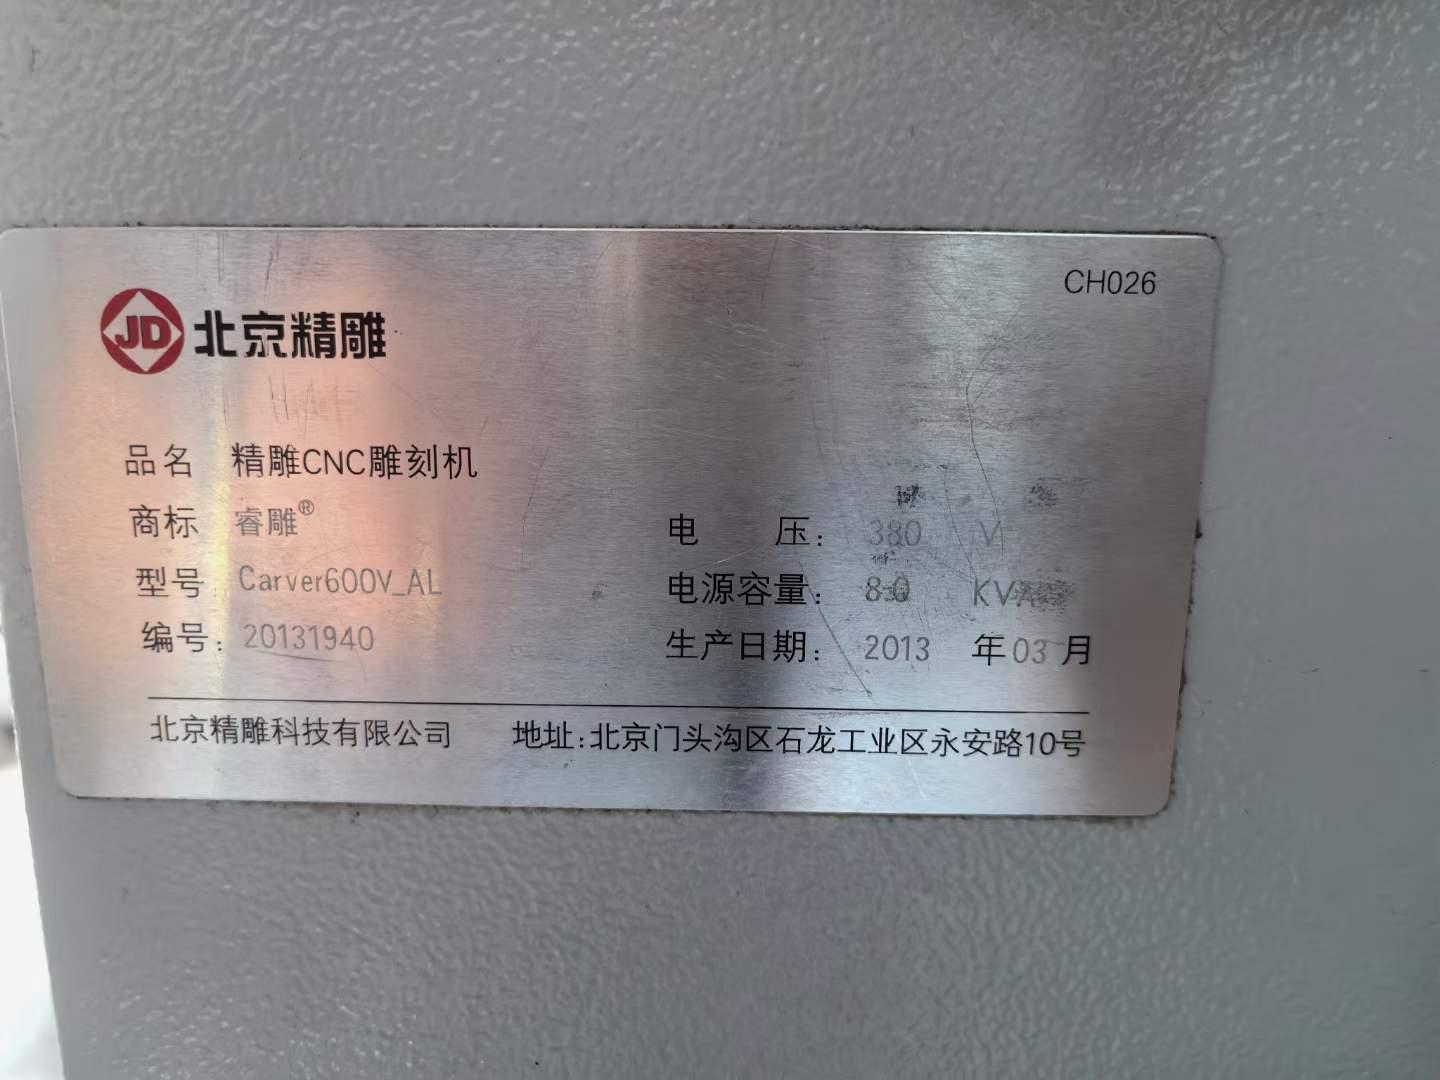 CH026
JD 北京精雕
品名 精雕CNC雕刻机
商标 睿雕®
型号 Carver600V_AL
编号: 20131940
电 压: 380 V
电源容量: 8.0 KVA
生产日期: 2013 年 03 月
北京精雕科技有限公司 地址:北京门头沟区石龙工业区永安路10号